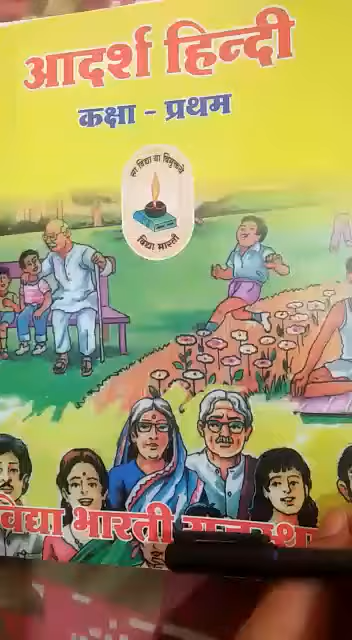 आदर्श हिन्दी
कक्षा - प्रथम
सा विद्या या विमुक्तये
विद्या भारती
विद्या भारती